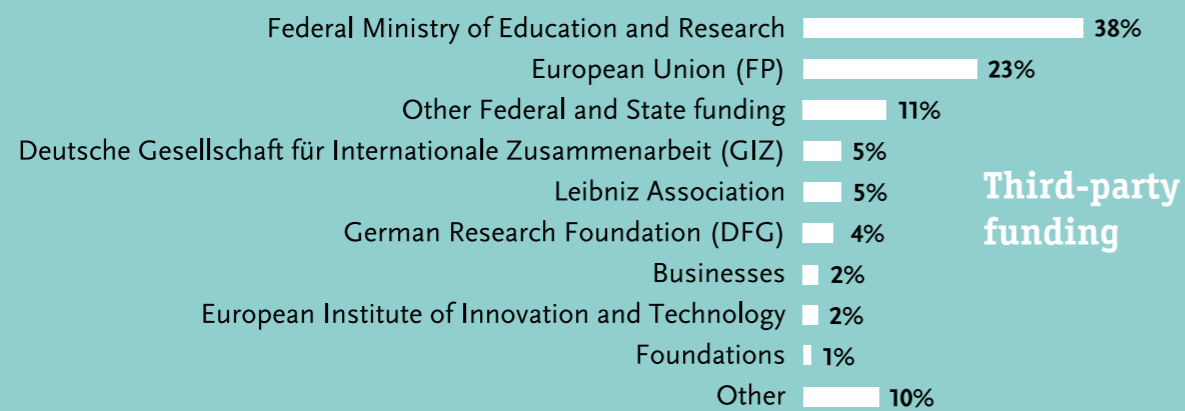 Federal Ministry of Education and Research 38%
European Union (FP) 23%
Other Federal and State funding 11%
Deutsche Gesellschaft für Internationale Zusammenarbeit (GIZ) 5%
Leibniz Association 5%
German Research Foundation (DFG) 4%
Businesses 2%
European Institute of Innovation and Technology 2%
Foundations 1%
Other 10%
Third-party
funding